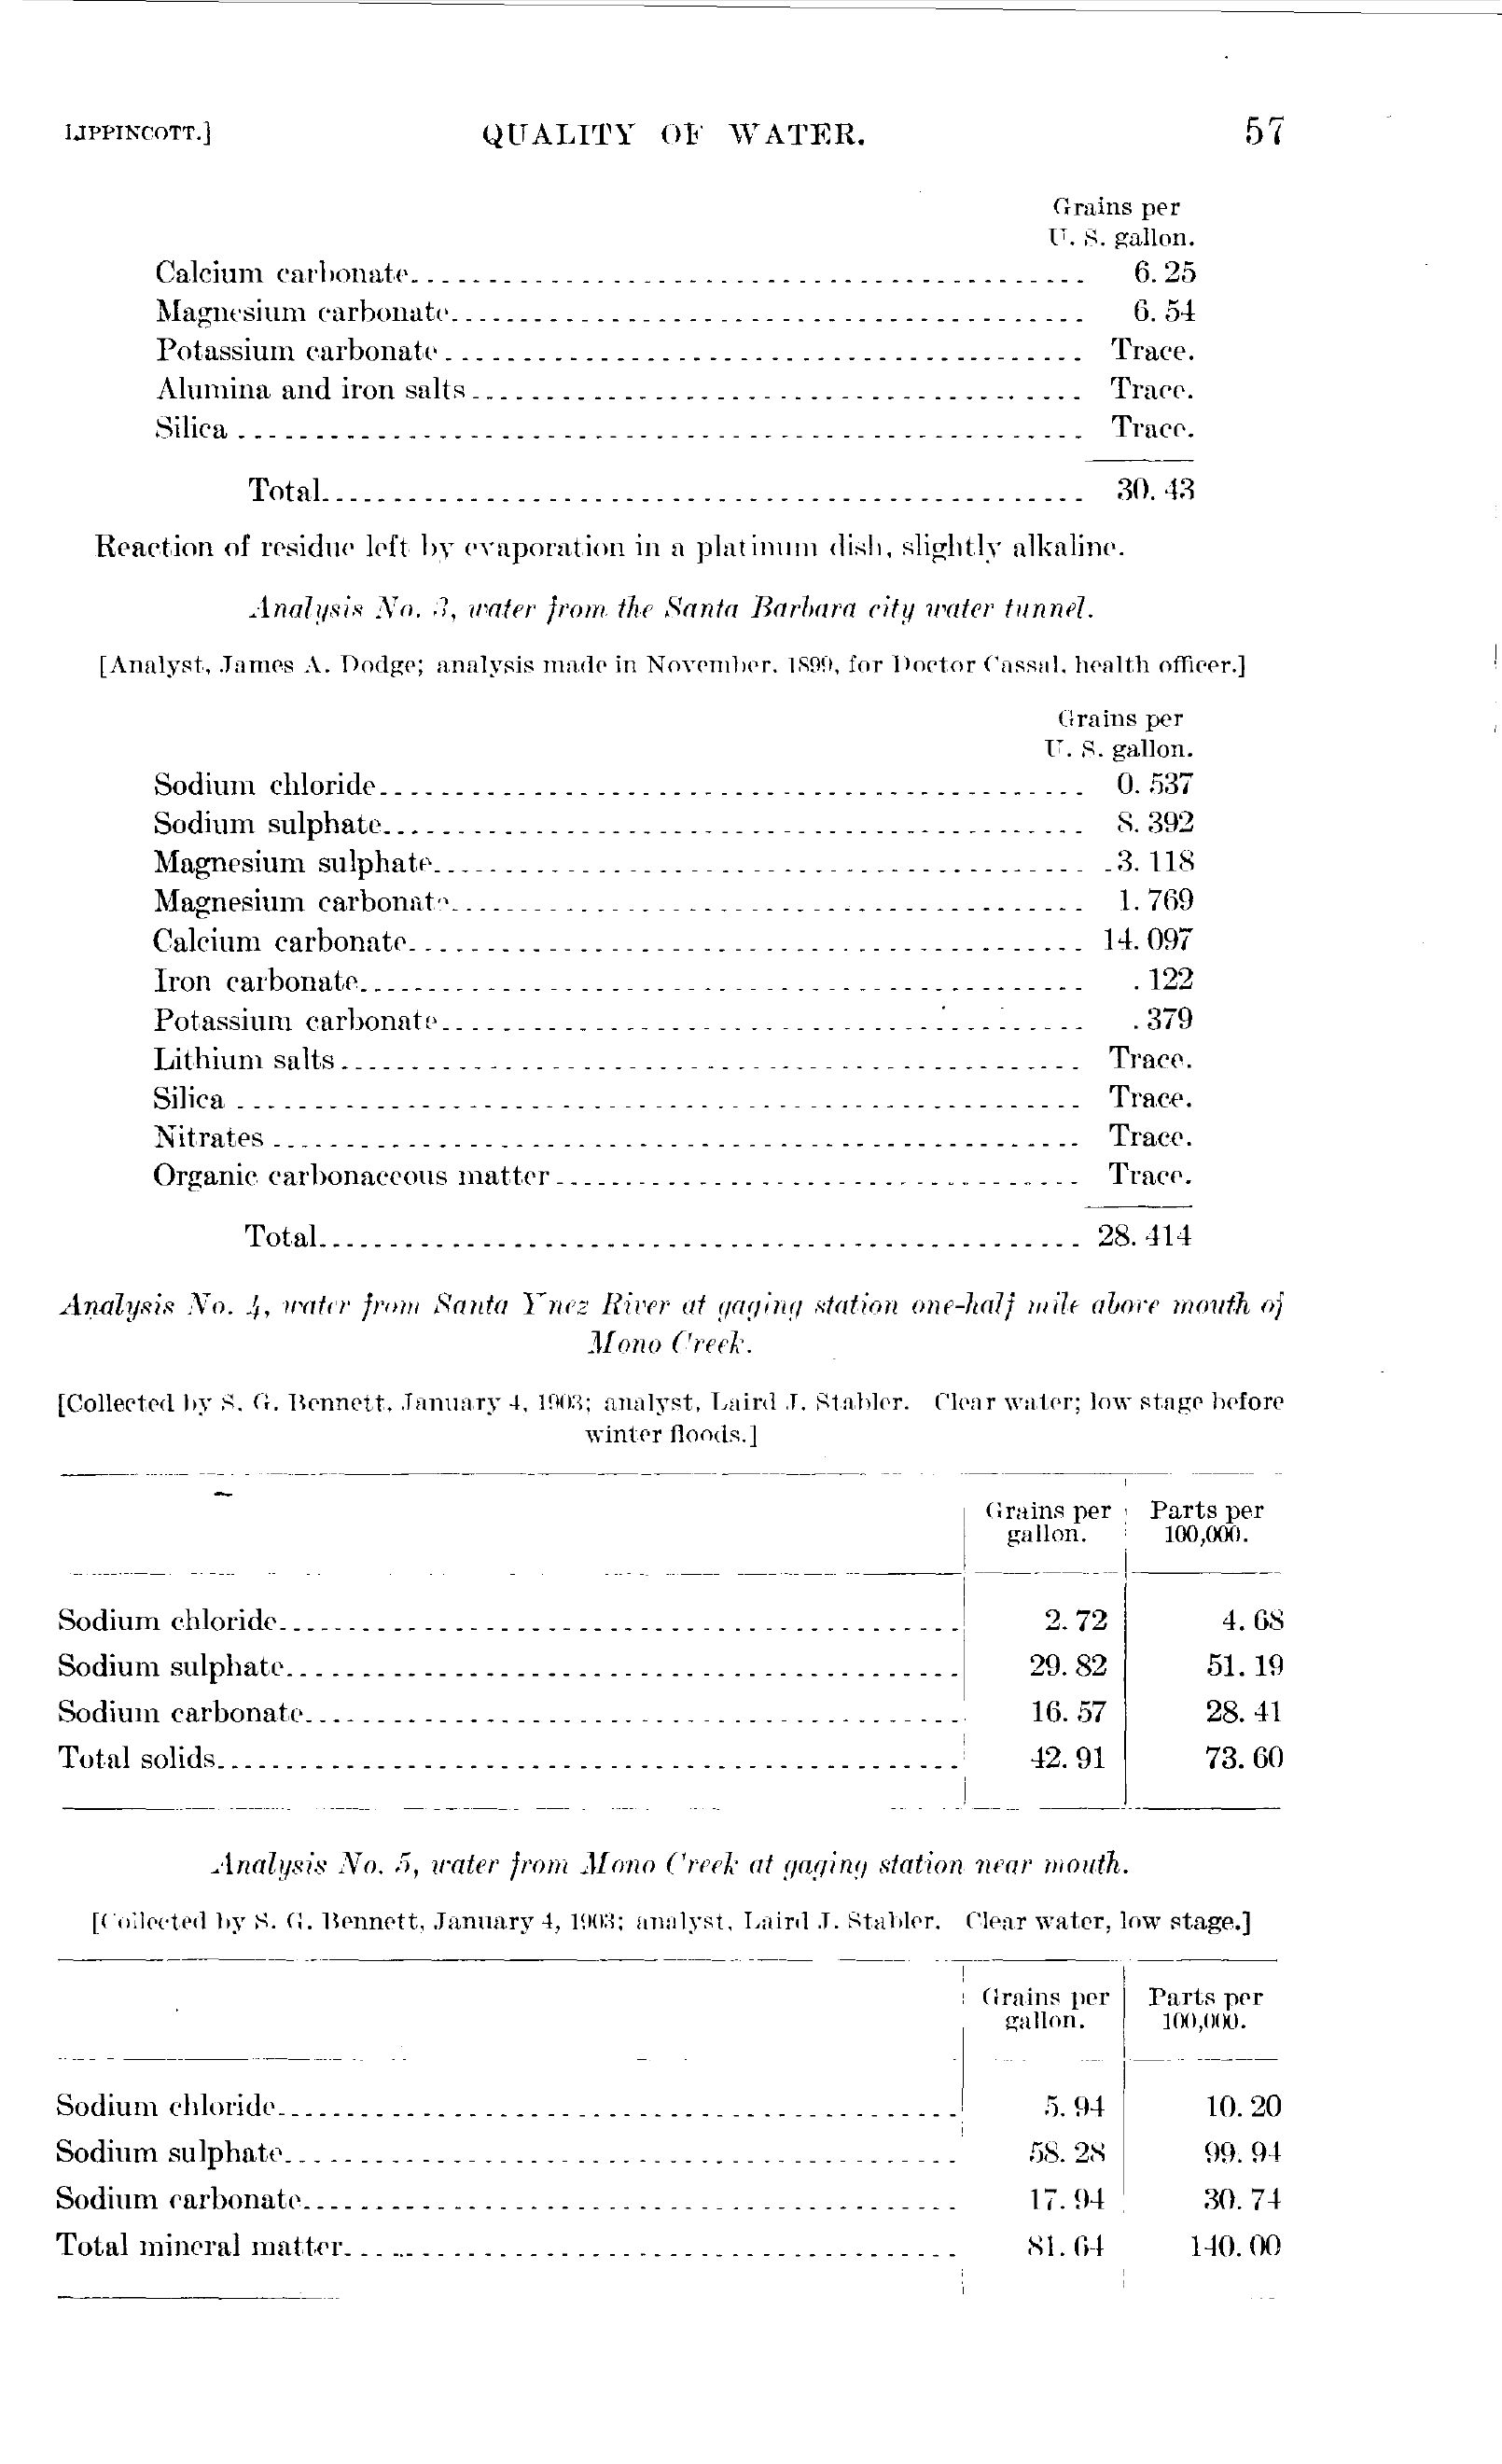 LIPPINCOTT.] QUALITY OF WATER. 57
Grains per
U. S. gallon.
Calcium carbonate 6.25
Magnesium carbonate 6.54
Potassium carbonate Trace.
Alumina and iron salts Trace.
Silica Trace.
Total 30.43
Reaction of residue left by evaporation in a platinum dish, slightly alkaline.
Analysis No. 3, water from the Santa Barbara city water tunnel.
[Analyst, James A. Dodge; analysis made in November, 1899, for Doctor Cassal, health officer.]
Grains per
U. S. gallon.
Sodium chloride 0.537
Sodium sulphate 8.392
Magnesium sulphate 3.118
Magnesium carbonate 1.769
Calcium carbonate 14.097
Iron carbonate .122
Potassium carbonate .379
Lithium salts Trace.
Silica Trace.
Nitrates Trace.
Organic carbonaceous matter Trace.
Total 28.414
Analysis No. 4, water from Santa Ynez River at gaging station one-half mile above mouth of
Mono Creek.
[Collected by S. G. Bennett, January 4, 1903; analyst, Laird J. Stabler. Clear water; low stage before
winter floods.]
Grains per Parts per
gallon. 100,000.
Sodium chloride 2.72 4.68
Sodium sulphate 29.82 51.19
Sodium carbonate 16.57 28.41
Total solids 42.91 73.60
Analysis No. 5, water from Mono Creek at gaging station near mouth.
[Collected by S. G. Bennett, January 4, 1903; analyst, Laird J. Stabler. Clear water, low stage.]
Grains per Parts per
gallon. 100,000.
Sodium chloride 5.94 10.20
Sodium sulphate 58.28 99.94
Sodium carbonate 17.94 30.74
Total mineral matter 81.64 140.00